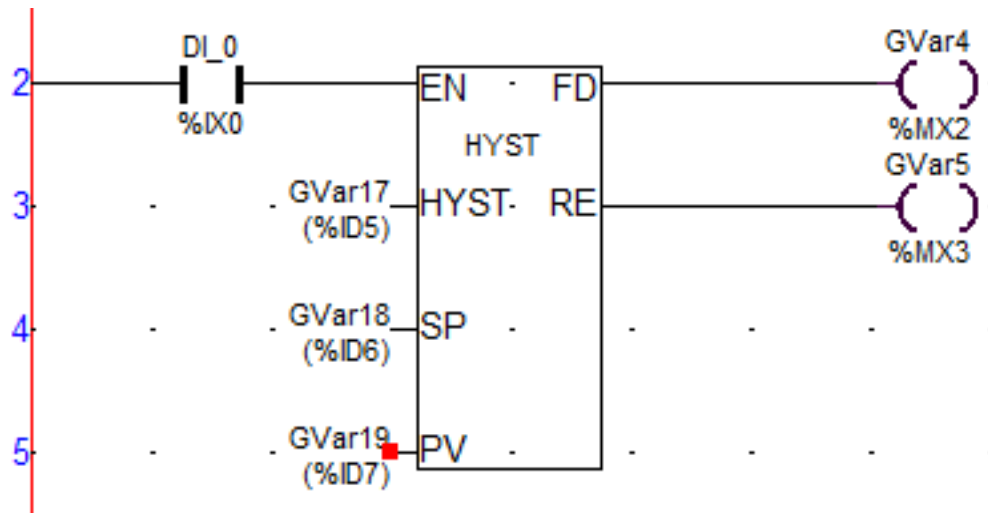 DI_0
GVar4
2
EN
FD
%IX0
HYST
%MX2
GVar5
3
GVar17
HYST
RE
(%ID5)
%MX3
4
GVar18
SP
(%ID6)
5
GVar19
PV
(%ID7)